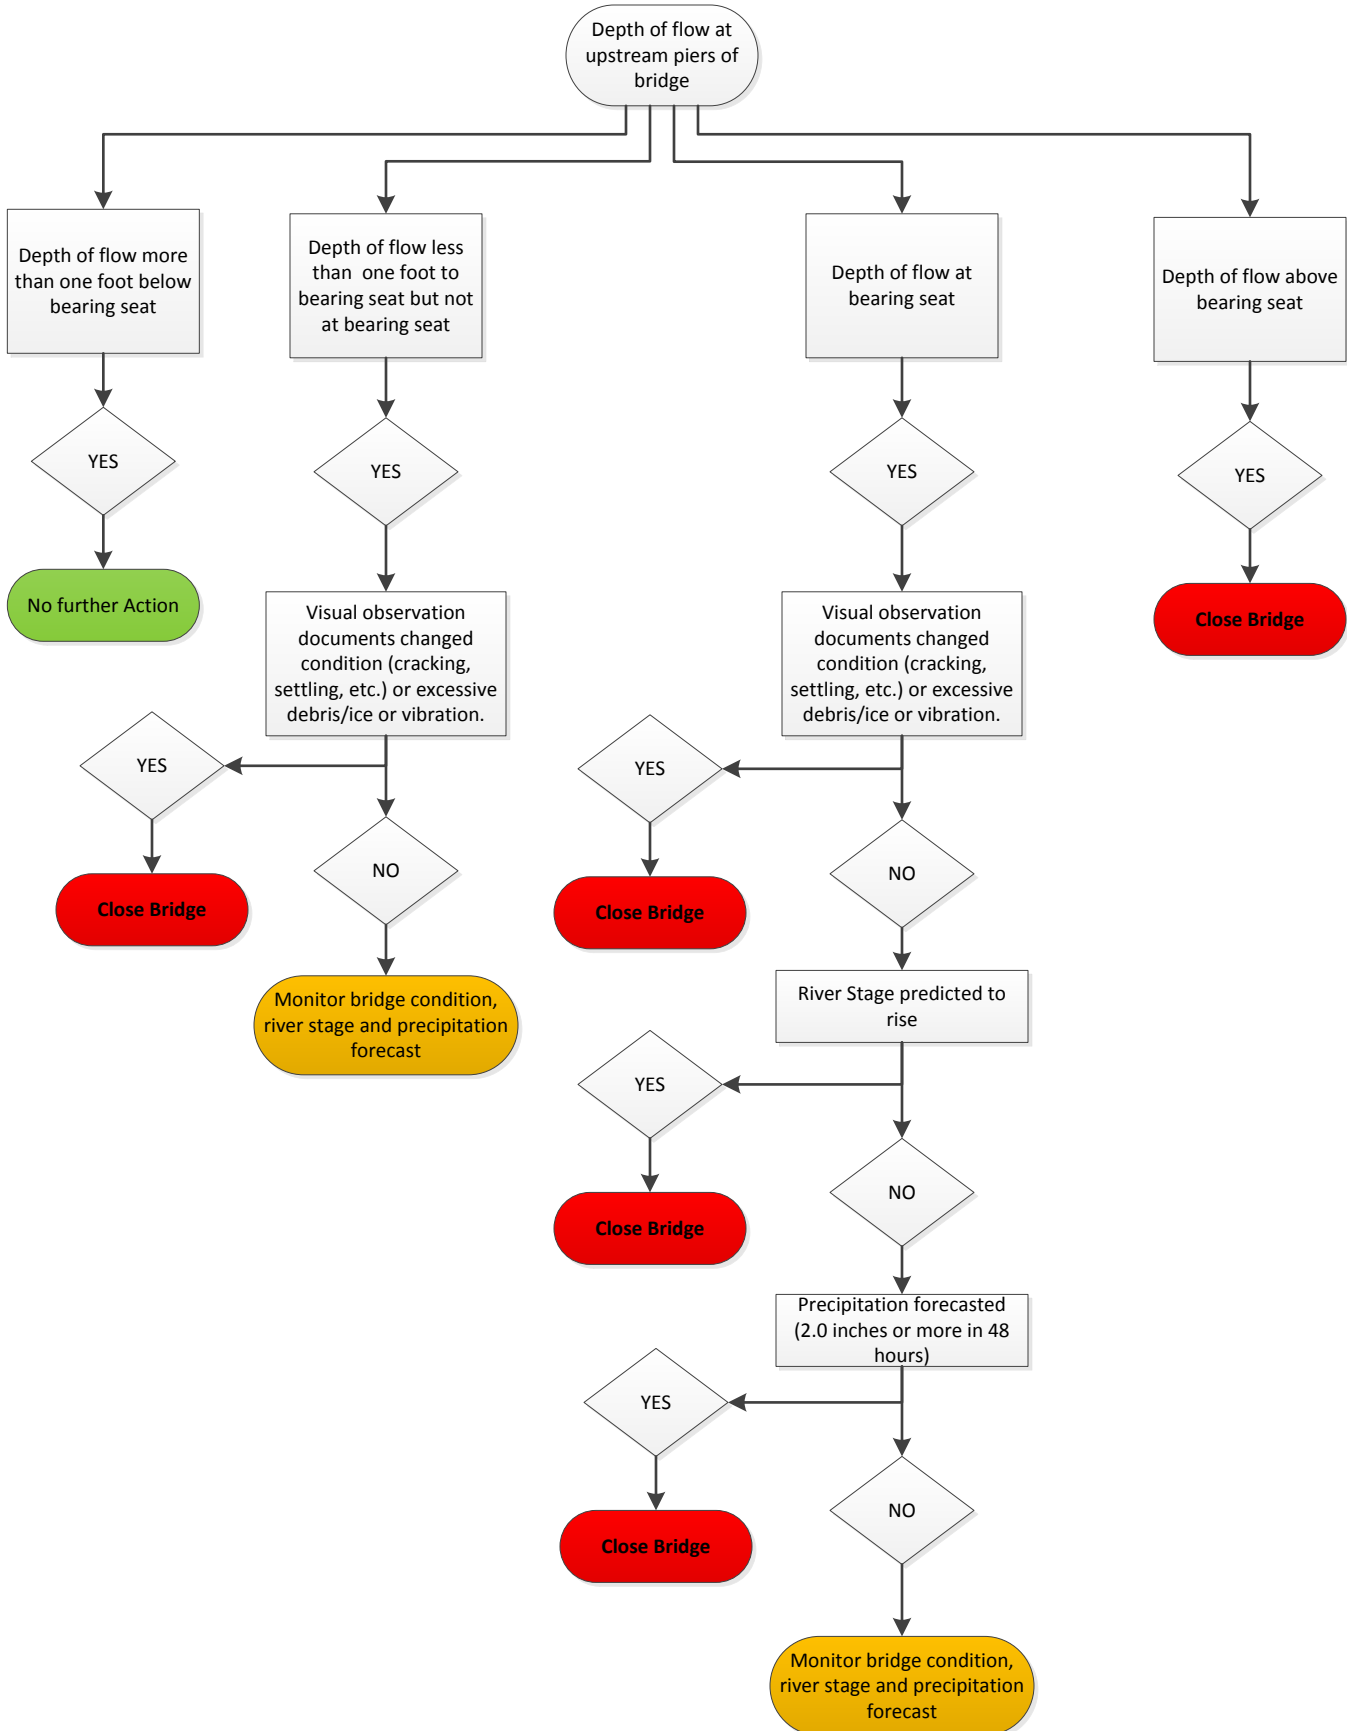 Depth of flow at
upstream piers of
bridge
Depth of flow more
than one foot below
bearing seat
Depth of flow less
than one foot to
bearing seat but not
at bearing seat
Depth of flow at
bearing seat
Depth of flow above
bearing seat
YES
YES
YES
YES
No further Action
Visual observation
documents changed
condition (cracking,
settling, etc.) or excessive
debris/ice or vibration.
Visual observation
documents changed
condition (cracking,
settling, etc.) or excessive
debris/ice or vibration.
Close Bridge
YES
NO
YES
NO
Close Bridge
Close Bridge
Monitor bridge condition,
river stage and precipitation
forecast
River Stage predicted to
rise
YES
NO
Close Bridge
Precipitation forecasted
(2.0 inches or more in 48
hours)
YES
NO
Close Bridge
Monitor bridge condition,
river stage and precipitation
forecast